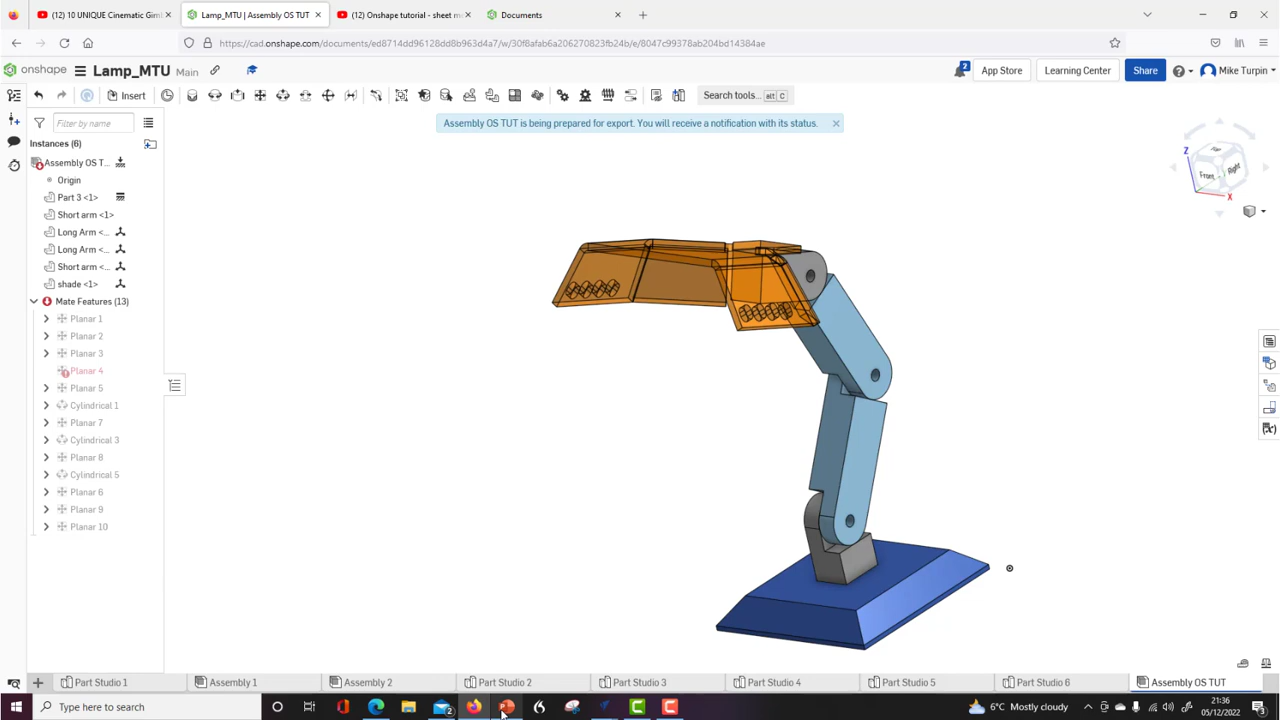 (12) 10 UNIQUE Cinematic Gim
Lamp_MTU | Assembly OS TUT
(12) Onshape tutorial - sheet m
Documents
https://cad.onshape.com/documents/ed8714dd96128dd8b963d4a7/w/30f8afab6a206270823fb24b/e/8047c99378ab204bd14384ae
onshape
Lamp_MTU
Main
2
App Store
Learning Center
Share
Mike Turpin
Insert
Search tools...
alt
C
Filter by name
Assembly OS TUT is being prepared for export. You will receive a notification with its status.
Instances (6)
Assembly OS T...
Origin
Part 3 <1>
Short arm <1>
Long Arm <...
Long Arm <...
Short arm <...
shade <1>
Mate Features (13)
Planar 1
Planar 2
Planar 3
Planar 4
Planar 5
Cylindrical 1
Planar 7
Cylindrical 3
Planar 8
Cylindrical 5
Planar 6
Planar 9
Planar 10
Z
Top
Front
Right
X
Part Studio 1
Assembly 1
Assembly 2
Part Studio 2
Part Studio 3
Part Studio 4
Part Studio 5
Part Studio 6
Assembly OS TUT
Type here to search
2
6°C Mostly cloudy
21:36
05/12/2022
3